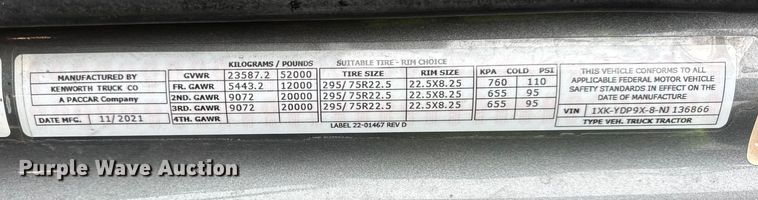 KILOGRAMS / POUNDS SUITABLE TIRE - RIM CHOICE
MANUFACTURED BY
KENWORTH TRUCK CO
A PACCAR Company
DATE MFG. 11/2021
GVWR 23587.2 52000 TIRE SIZE RIM SIZE KPA COLD PSI
FR. GAWR 5443.2 12000 295/75R22.5 22.5X8.25 760 110
2ND. GAWR 9072 20000 295/75R22.5 22.5X8.25 655 95
3RD. GAWR 9072 20000 295/75R22.5 22.5X8.25 655 95
4TH. GAWR
LABEL 22-01467 REV D
THIS VEHICLE CONFORMS TO ALL
APPLICABLE FEDERAL MOTOR VEHICLE
SAFETY STANDARDS IN EFFECT ON THE
DATE OF MANUFACTURE
VIN 1XK-YDP9X-8-NJ136866
TYPE VEH. TRUCK TRACTOR
Purple Wave Auction